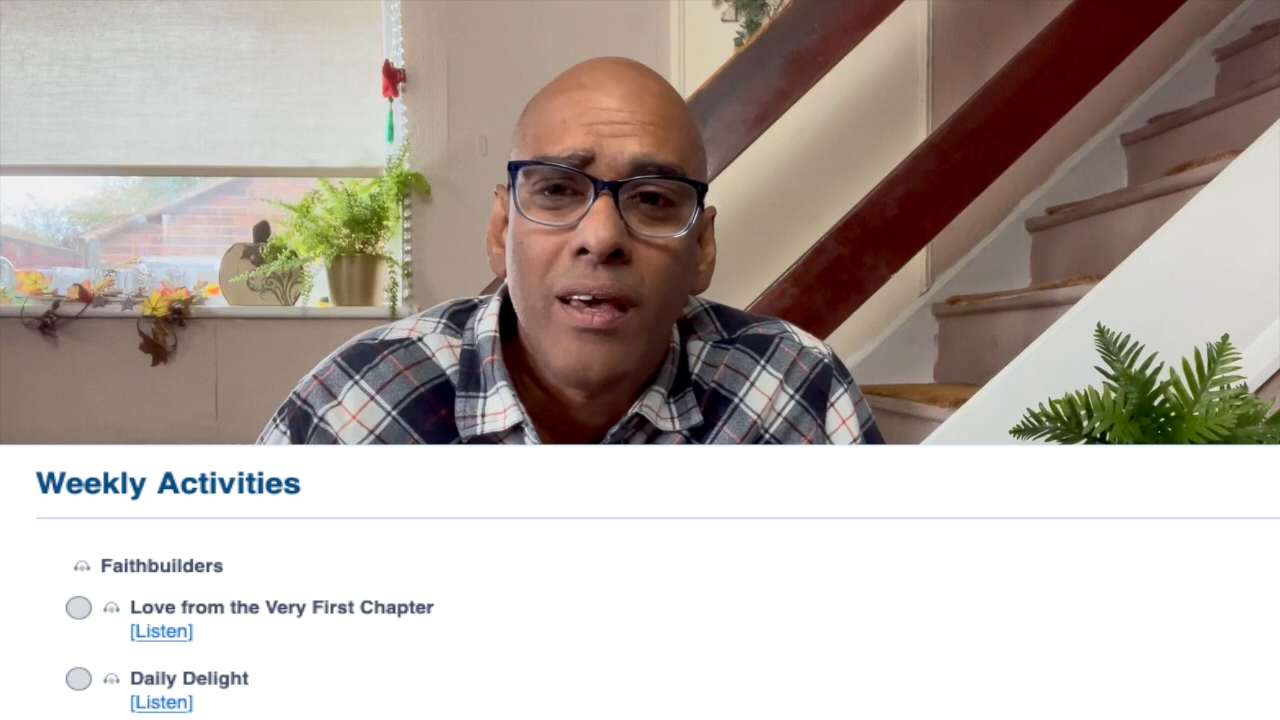 Weekly Activities
Faithbuilders
Love from the Very First Chapter
[Listen]
Daily Delight
[Listen]